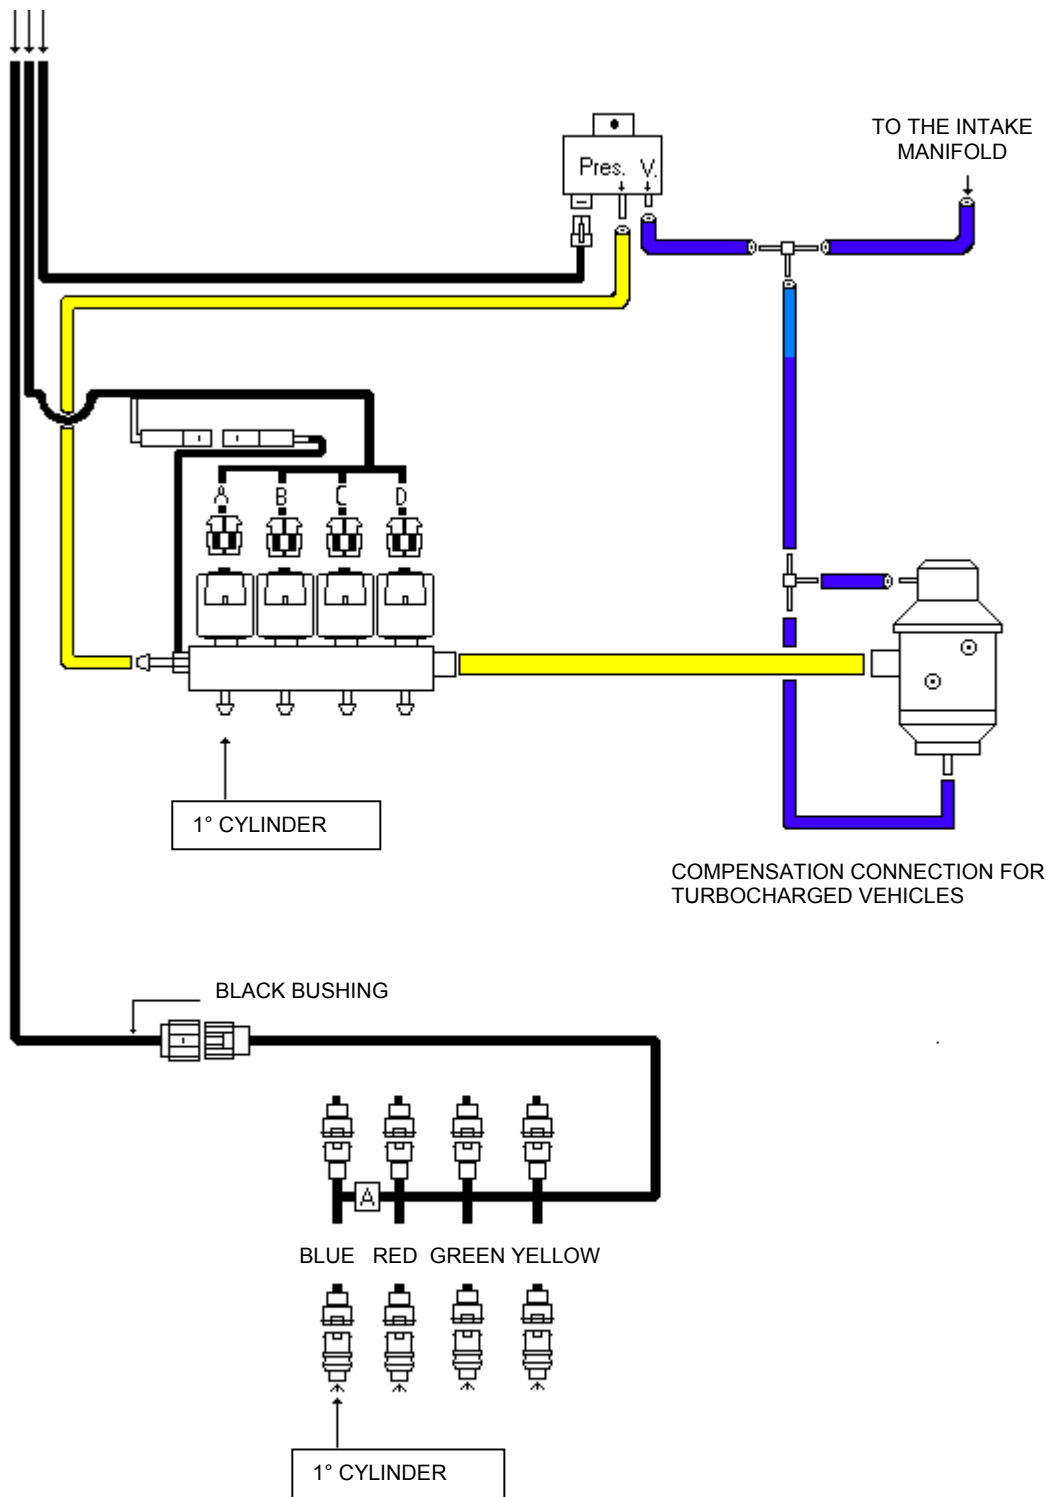 TO THE INTAKE
MANIFOLD
Pres. V.
A B C D
1° CYLINDER
COMPENSATION CONNECTION FOR
TURBOCHARGED VEHICLES
BLACK BUSHING
A
BLUE RED GREEN YELLOW
1° CYLINDER